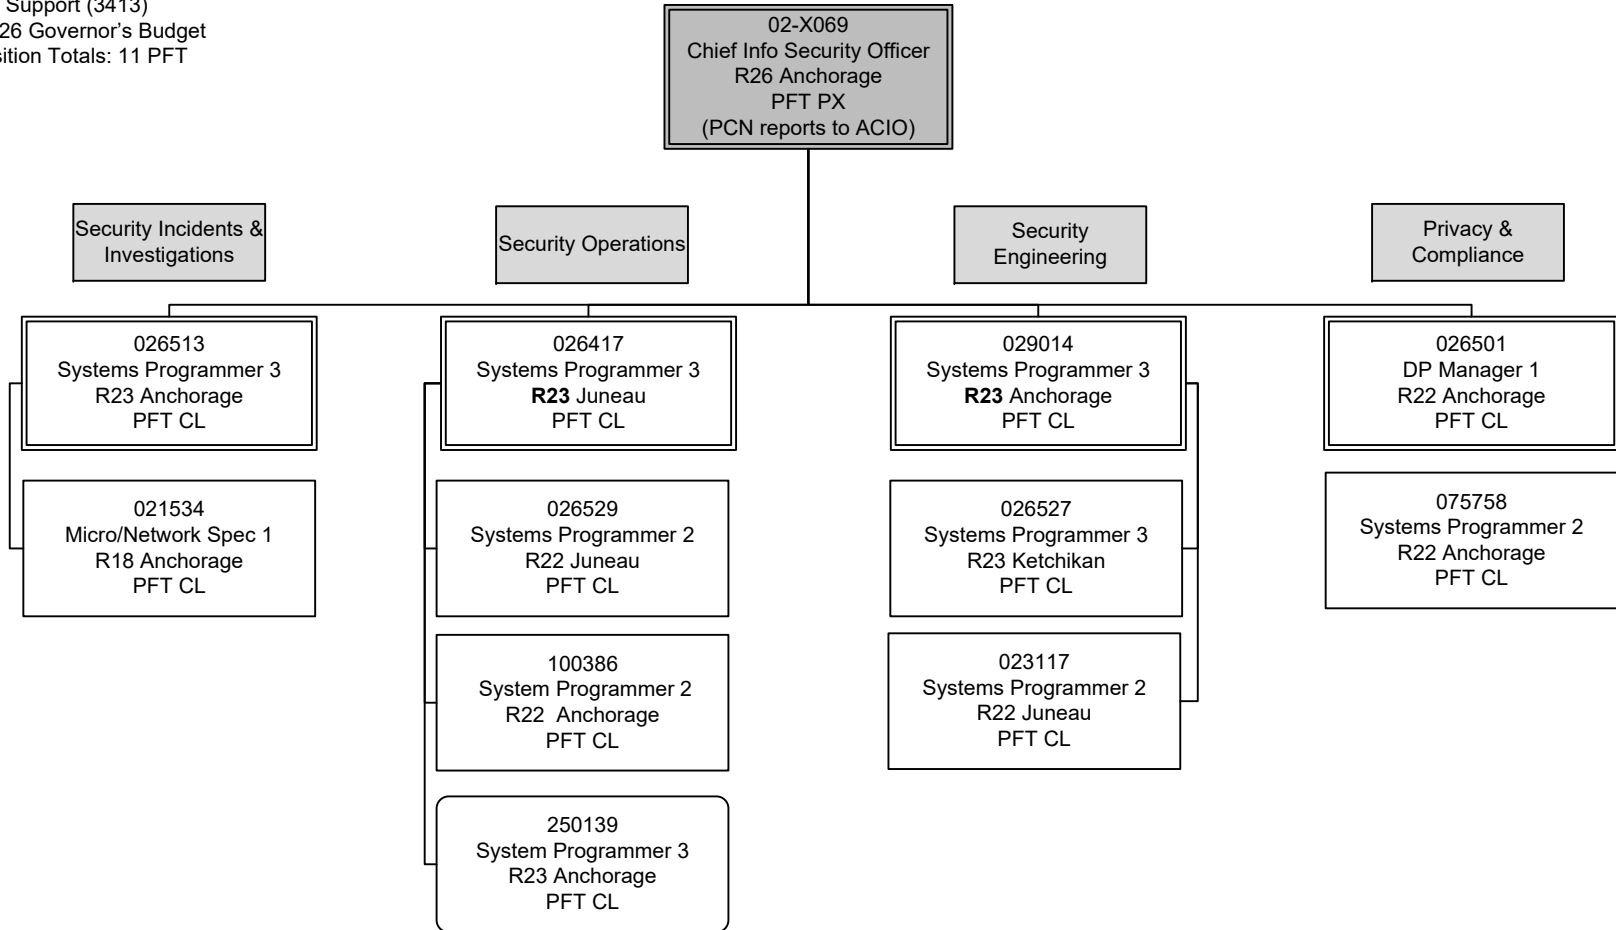 Support (3413)
26 Governor's Budget
ition Totals: 11 PFT
02-X069
Chief Info Security Officer
R26 Anchorage
PFT PX
(PCN reports to ACIO)
Security Incidents &
Investigations
Security Operations
Security
Engineering
Privacy &
Compliance
026513
Systems Programmer 3
R23 Anchorage
PFT CL
026417
Systems Programmer 3
R23 Juneau
PFT CL
029014
Systems Programmer 3
R23 Anchorage
PFT CL
026501
DP Manager 1
R22 Anchorage
PFT CL
021534
Micro/Network Spec 1
R18 Anchorage
PFT CL
026529
Systems Programmer 2
R22 Juneau
PFT CL
026527
Systems Programmer 3
R23 Ketchikan
PFT CL
075758
Systems Programmer 2
R22 Anchorage
PFT CL
100386
System Programmer 2
R22  Anchorage
PFT CL
023117
Systems Programmer 2
R22 Juneau
PFT CL
250139
System Programmer 3
R23 Anchorage
PFT CL